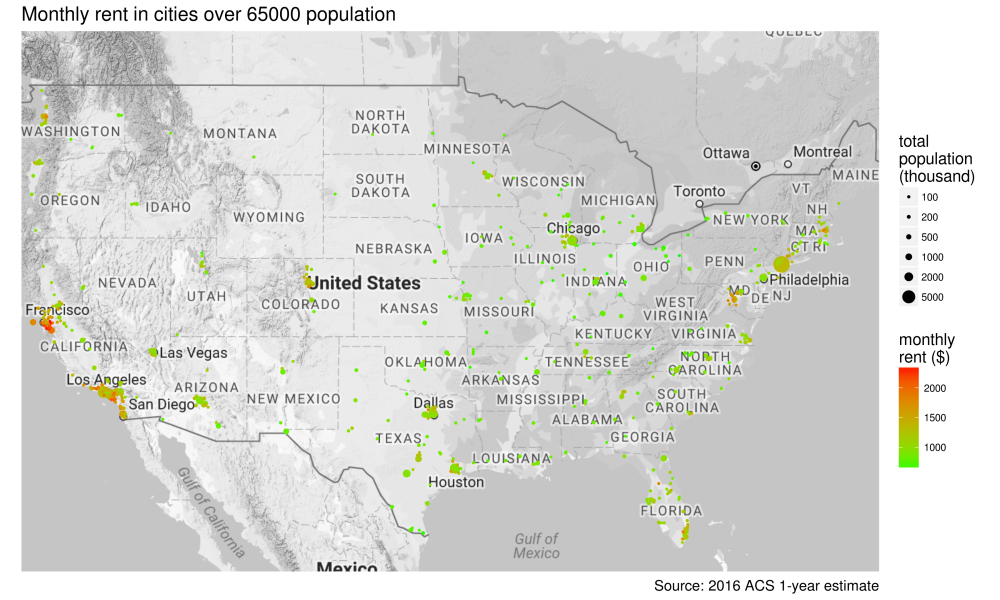 Monthly rent in cities over 65000 population
QUEBEC
WASHINGTON
MONTANA
NORTH
DAKOTA
MINNESOTA
Ottawa
Montreal
MAINE
OREGON
IDAHO
WYOMING
SOUTH
DAKOTA
WISCONSIN
MICHIGAN
Toronto
VT
NH
NEW YORK
MA
CT RI
NEBRASKA
IOWA
Chicago
ILLINOIS
INDIANA
OHIO
PENN
Philadelphia
MD
DE
NJ
NEVADA
UTAH
United States
COLORADO
KANSAS
MISSOURI
WEST
VIRGINIA
KENTUCKY
VIRGINIA
Francisco
CALIFORNIA
Las Vegas
Los Angeles
San Diego
ARIZONA
NEW MEXICO
OKLAHOMA
ARKANSAS
TENNESSEE
NORTH
CAROLINA
MISSISSIPPI
SOUTH
CAROLINA
ALABAMA
GEORGIA
Dallas
TEXAS
LOUISIANA
Houston
FLORIDA
Gulf of California
Gulf of
Mexico
Mexico
total
population
(thousand)
100
200
500
1000
2000
5000
monthly
rent ($)
2000
1500
1000
Source: 2016 ACS 1-year estimate